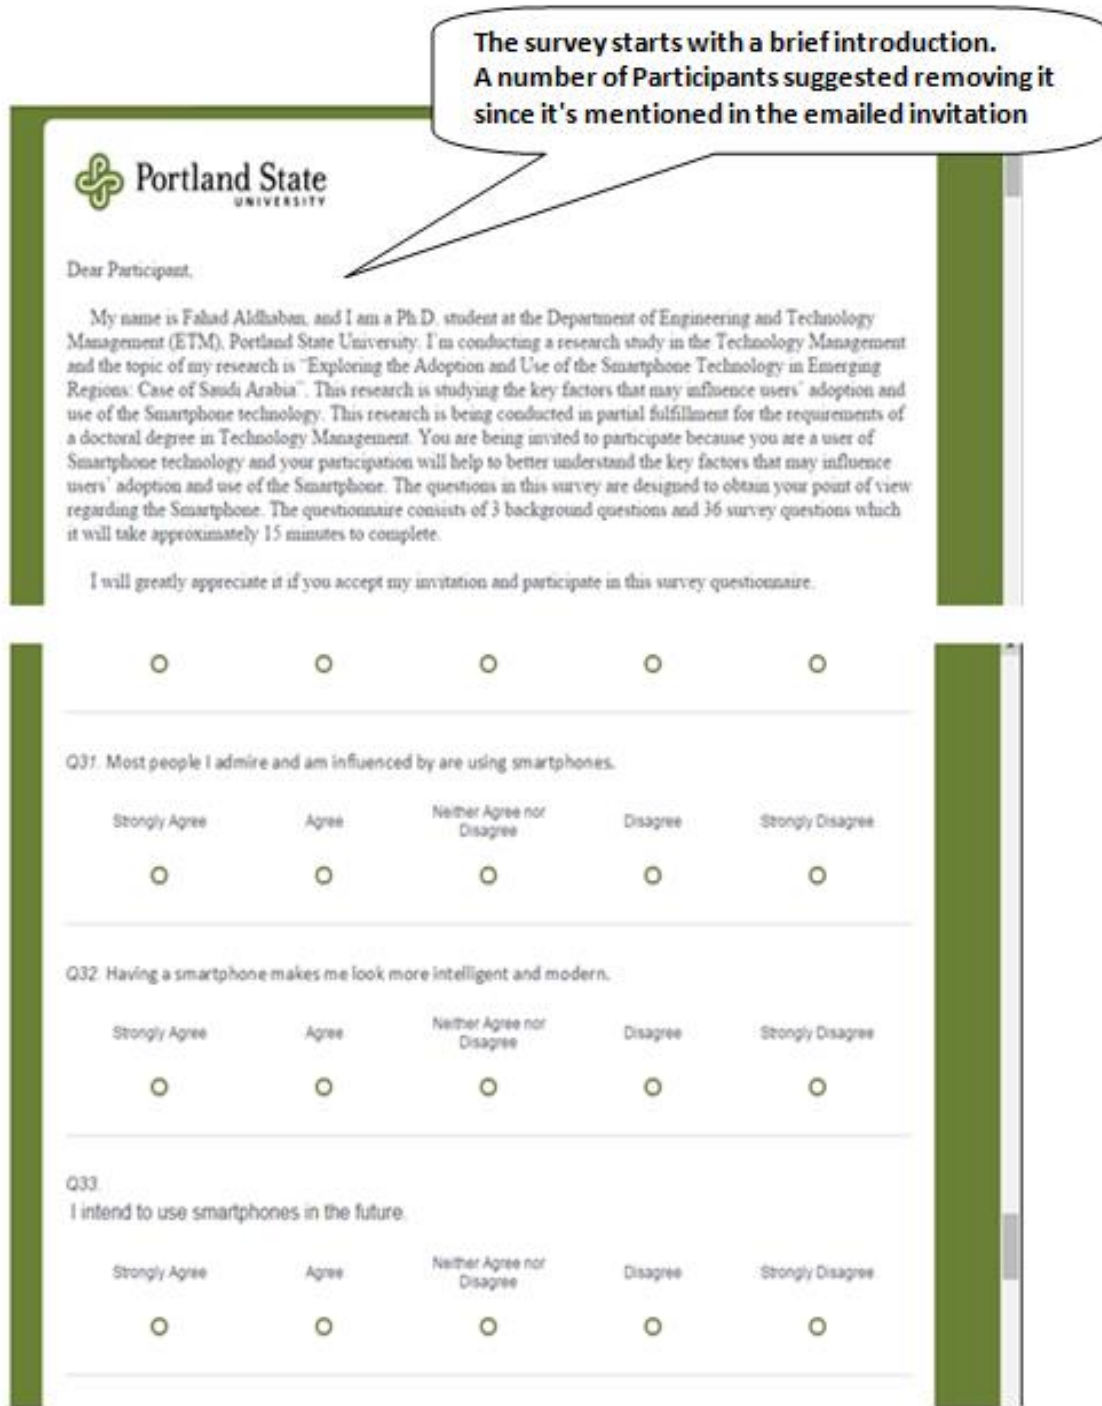 The survey starts with a brief introduction.
A number of Participants suggested removing it
since it's mentioned in the emailed invitation
Portland State
UNIVERSITY
Dear Participant,
My name is Fahad Aldhaban, and I am a Ph.D. student at the Department of Engineering and Technology
Management (ETM), Portland State University. I'm conducting a research study in the Technology Management
and the topic of my research is "Exploring the Adoption and Use of the Smartphone Technology in Emerging
Regions: Case of Saudi Arabia". This research is studying the key factors that may influence users' adoption and
use of the Smartphone technology. This research is being conducted in partial fulfillment for the requirements of
a doctoral degree in Technology Management. You are being invited to participate because you are a user of
Smartphone technology and your participation will help to better understand the key factors that may influence
users' adoption and use of the Smartphone. The questions in this survey are designed to obtain your point of view
regarding the Smartphone. The questionnaire consists of 3 background questions and 36 survey questions which
it will take approximately 15 minutes to complete.
I will greatly appreciate it if you accept my invitation and participate in this survey questionnaire.
Q31. Most people I admire and am influenced by are using smartphones.
Strongly Agree Agree Neither Agree nor Disagree Disagree Strongly Disagree
Q32. Having a smartphone makes me look more intelligent and modern.
Strongly Agree Agree Neither Agree nor Disagree Disagree Strongly Disagree
Q33.
I intend to use smartphones in the future.
Strongly Agree Agree Neither Agree nor Disagree Disagree Strongly Disagree